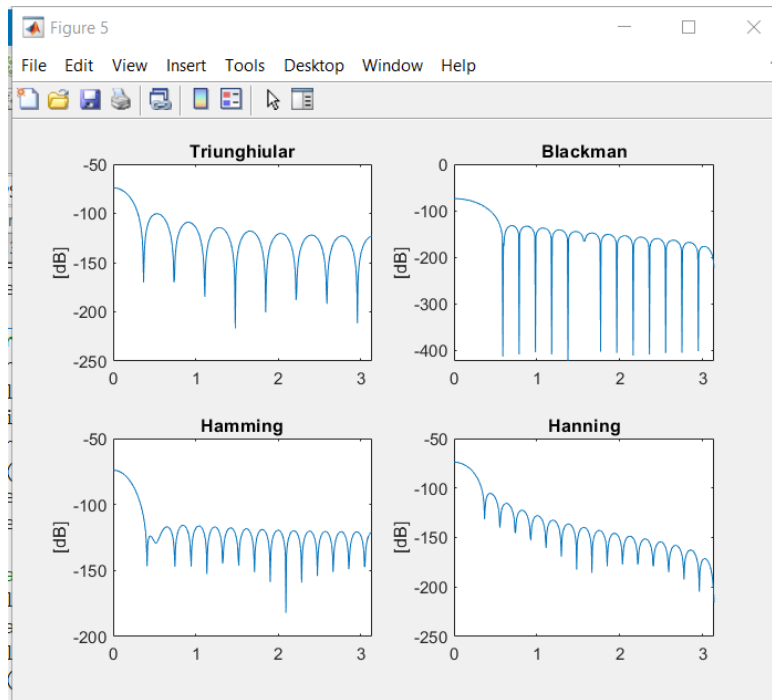 Figure 5
File Edit View Insert Tools Desktop Window Help
Triunghiular
-50
-100
-150
-200
-250
[dB]
0 1 2 3
Blackman
0
-100
-200
-300
-400
[dB]
0 1 2 3
Hamming
-50
-100
-150
-200
[dB]
0 1 2 3
Hanning
-50
-100
-150
-200
-250
[dB]
0 1 2 3